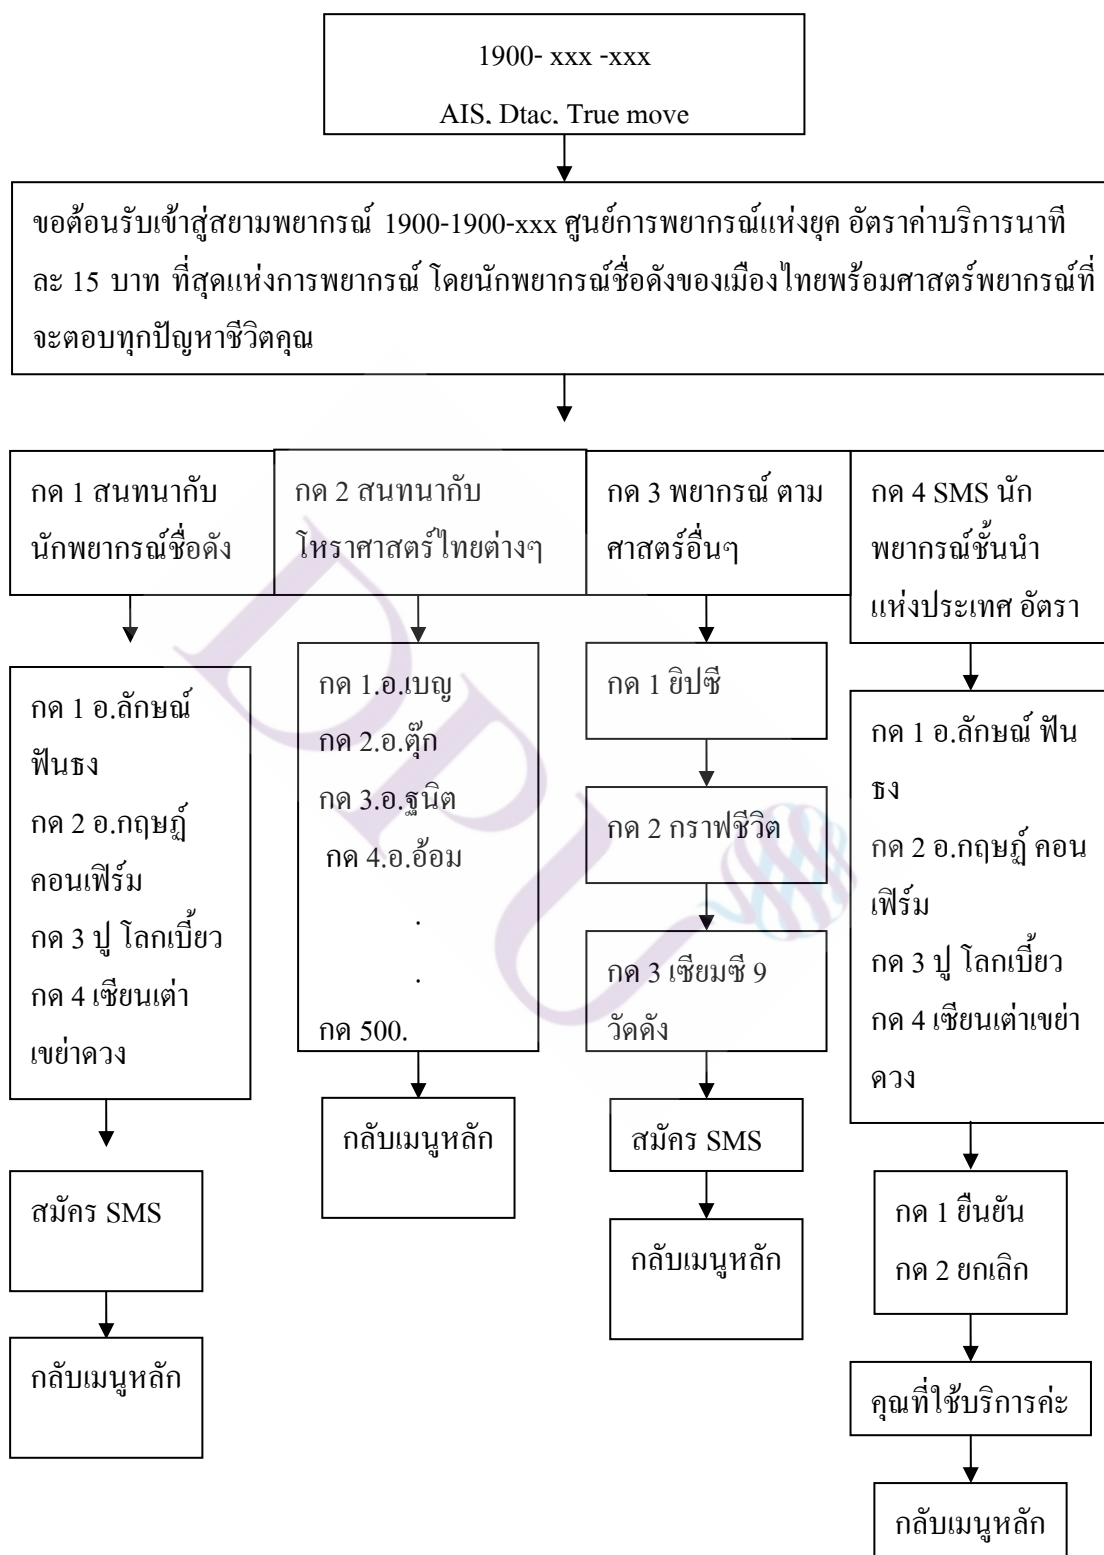 1900- xxx -xxx
AIS, Dtac, True move
ขอต้อนรับเข้าสู่สยามพยากรณ์ 1900-1900-xxx ศูนย์การพยากรณ์แห่งยุค อัตราค่าบริการนาที
ละ 15 บาท ที่สุดแห่งการพยากรณ์ โดยนักพยากรณ์ชื่อดังของเมืองไทยพร้อมศาสตร์พยากรณ์ที่
จะตอบทุกปัญหาชีวิตคุณ
กด 1 สนทนากับ
นักพยากรณ์ชื่อดัง
กด 1 อ.ลักษณ์
ฟันธง
กด 2 อ.กฤษฏ์
คอนเฟิร์ม
กด 3 ปู โลกเบี้ยว
กด 4 เซียนเต่า
เขย่าดวง
สมัคร SMS
กลับเมนูหลัก
กด 2 สนทนากับ
โหราศาสตร์ไทยต่างๆ
กด 1.อ.เบญ
กด 2.อ.ตุ๊ก
กด 3.อ.ฐนิต
กด 4.อ.อ้อม
.
.
กด 500.
กลับเมนูหลัก
กด 3 พยากรณ์ ตาม
ศาสตร์อื่นๆ
กด 1 ยิปซี
กด 2 กราฟชีวิต
กด 3 เซียมซี 9
วัดดัง
สมัคร SMS
กลับเมนูหลัก
กด 4 SMS นัก
พยากรณ์ชั้นนำ
แห่งประเทศ อัตรา
กด 1 อ.ลักษณ์ ฟัน
ธง
กด 2 อ.กฤษฏ์ คอน
เฟิร์ม
กด 3 ปู โลกเบี้ยว
กด 4 เซียนเต่าเขย่า
ดวง
กด 1 ยืนยัน
กด 2 ยกเลิก
คุณที่ใช้บริการค่ะ
กลับเมนูหลัก
DPU